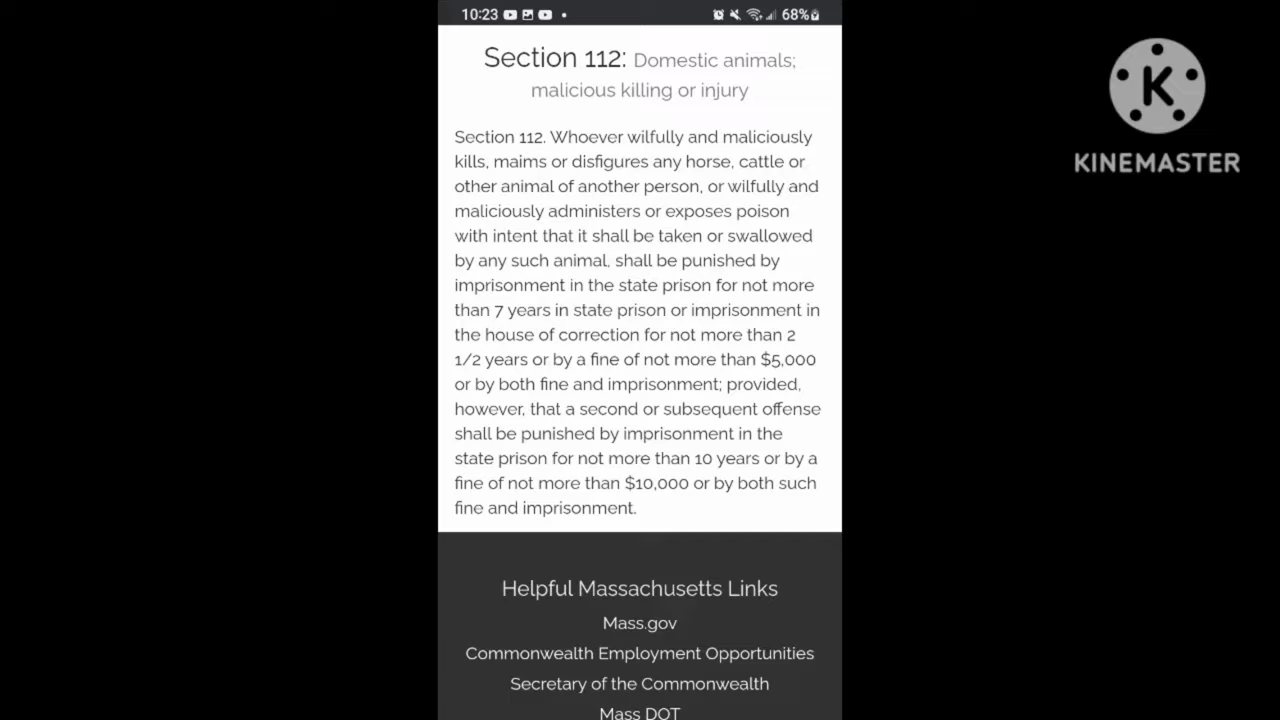 10:23
68%
Section 112: Domestic animals;
malicious killing or injury
Section 112. Whoever wilfully and maliciously
kills, maims or disfigures any horse, cattle or
other animal of another person, or wilfully and
maliciously administers or exposes poison
with intent that it shall be taken or swallowed
by any such animal, shall be punished by
imprisonment in the state prison for not more
than 7 years in state prison or imprisonment in
the house of correction for not more than 2
1/2 years or by a fine of not more than $5,000
or by both fine and imprisonment; provided,
however, that a second or subsequent offense
shall be punished by imprisonment in the
state prison for not more than 10 years or by a
fine of not more than $10,000 or by both such
fine and imprisonment.
Helpful Massachusetts Links
Mass.gov
Commonwealth Employment Opportunities
Secretary of the Commonwealth
Mass DOT
K
KINEMASTER